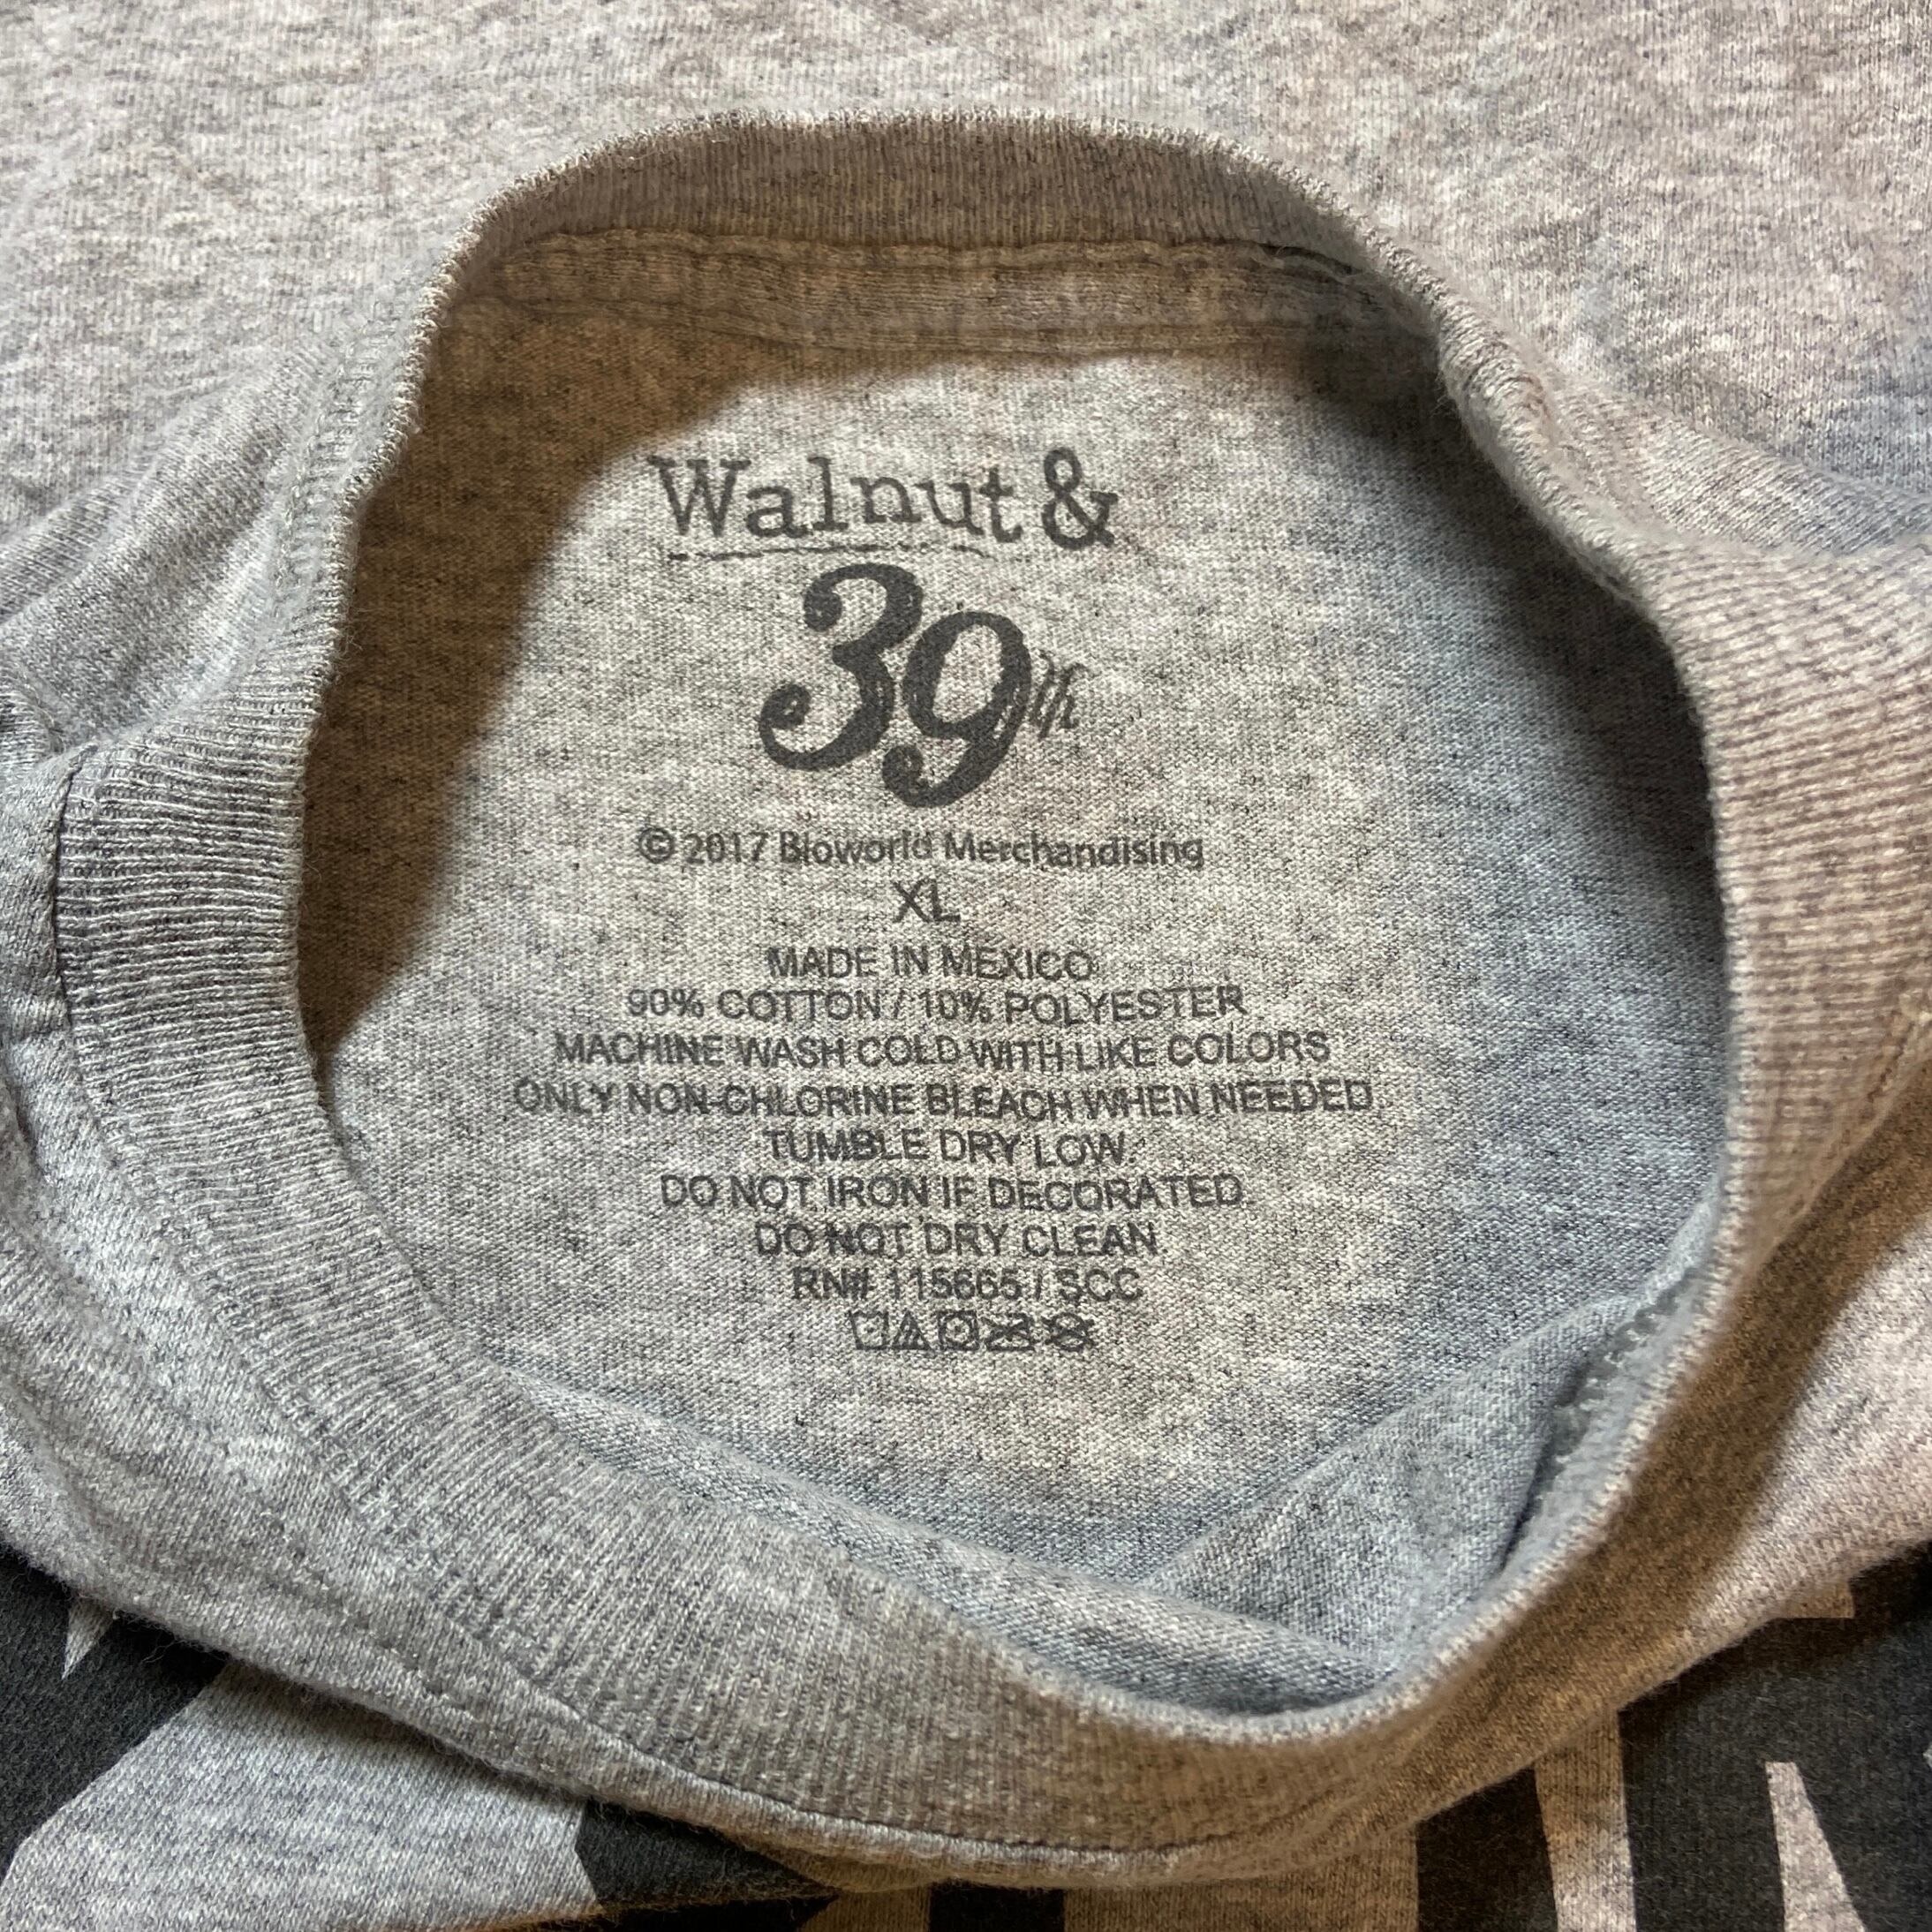 Walnut &
39th
© 2017 Bioworld Merchandising
XL
MADE IN MEXICO
90% COTTON / 10% POLYESTER
MACHINE WASH COLD WITH LIKE COLORS
ONLY NON-CHLORINE BLEACH WHEN NEEDED
TUMBLE DRY LOW.
DO NOT IRON IF DECORATED.
DO NOT DRY CLEAN.
RN# 115665 / SCC